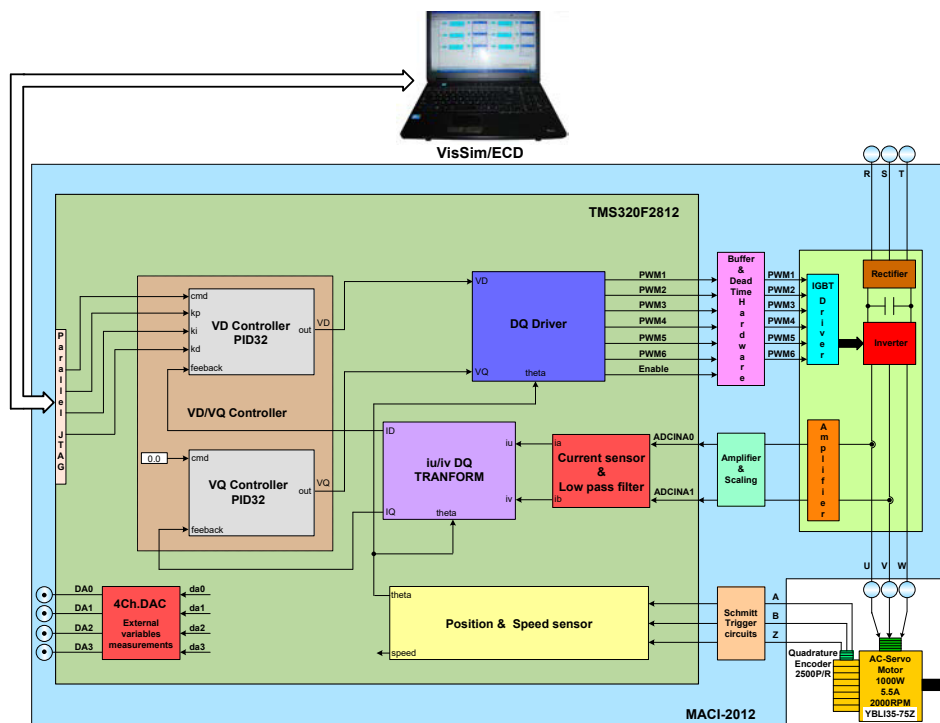 VisSim/ECD
R S T
TMS320F2812
Parallel JTAG
cmd
kp
ki
kd
feeback
VD Controller
PID32
out
VD
VD/VQ Controller
0.0
cmd
feeback
VQ Controller
PID32
out
VQ
VD
VQ
DQ Driver
theta
PWM1
PWM2
PWM3
PWM4
PWM5
PWM6
Enable
Buffer
&
Dead
Time
Hardware
PWM1
PWM2
PWM3
PWM4
PWM5
PWM6
IGBT
Driver
Rectifier
Inverter
ID
IQ
iu/iv DQ
TRANFORM
iu
iv
theta
ia
ib
Current sensor
&
Low pass filter
ADCINA0
ADCINA1
Amplifier
&
Scaling
Amplifier
U V W
DA0
DA1
DA2
DA3
4Ch.DAC
External
variables
measurements
da0
da1
da2
da3
theta
speed
Position & Speed sensor
Schmitt
Trigger
circuits
A
B
Z
Quadrature
Encoder
2500P/R
AC-Servo
Motor
1000W
5.5A
2000RPM
YBLI35-75Z
MACI-2012